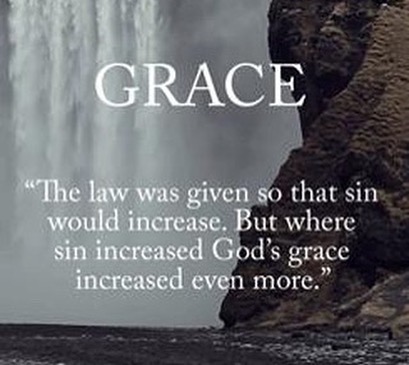 GRACE
“The law was given so that sin
would increase. But where
sin increased God’s grace
increased even more.”